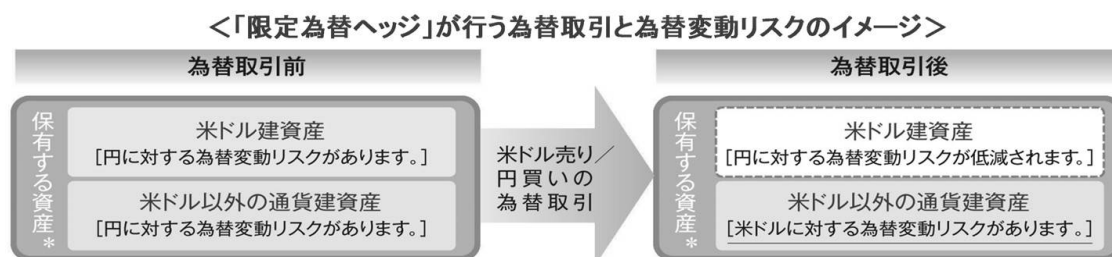 ＜「限定為替ヘッジ」が行う為替取引と為替変動リスクのイメージ＞
為替取引前
保有する資産*
米ドル建資産
[円に対する為替変動リスクがあります。]
米ドル以外の通貨建資産
[円に対する為替変動リスクがあります。]
米ドル売り／
円買いの
為替取引
為替取引後
保有する資産*
米ドル建資産
[円に対する為替変動リスクが低減されます。]
米ドル以外の通貨建資産
[米ドルに対する為替変動リスクがあります。]